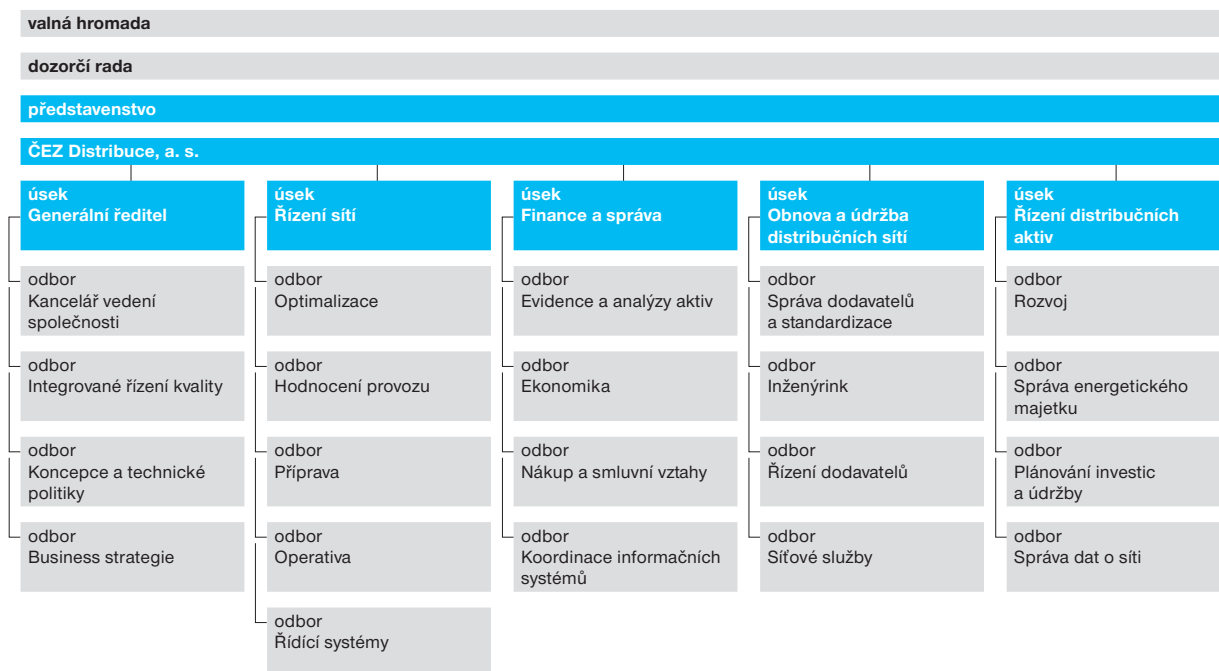 valná hromada
dozorčí rada
představenstvo
ČEZ Distribuce, a. s.
úsek
Generální ředitel
odbor
Kancelář vedení
společnosti
odbor
Integrované řízení kvality
odbor
Koncepce a technické
politiky
odbor
Business strategie
úsek
Řízení sítí
odbor
Optimalizace
odbor
Hodnocení provozu
odbor
Příprava
odbor
Operativa
odbor
Řídící systémy
úsek
Finance a správa
odbor
Evidence a analýzy aktiv
odbor
Ekonomika
odbor
Nákup a smluvní vztahy
odbor
Koordinace informačních
systémů
úsek
Obnova a údržba
distribučních sítí
odbor
Správa dodavatelů
a standardizace
odbor
Inženýrink
odbor
Řízení dodavatelů
odbor
Síťové služby
úsek
Řízení distribučních
aktiv
odbor
Rozvoj
odbor
Správa energetického
majetku
odbor
Plánování investic
a údržby
odbor
Správa dat o síti